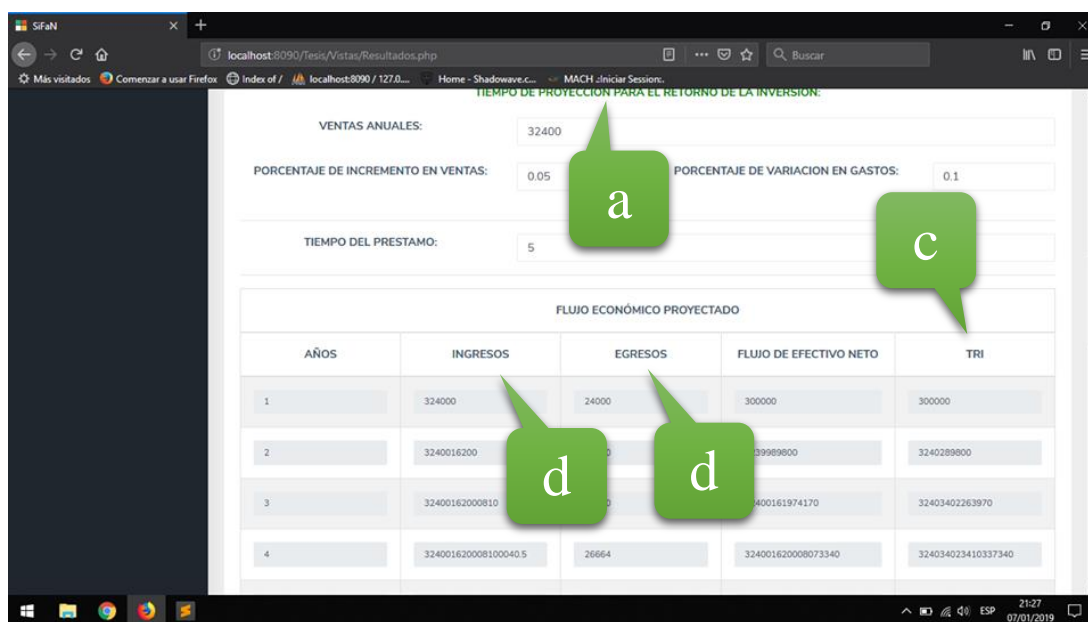 SiFaN
localhost:8090/Tesis/Vistas/Resultados.php
Buscar
Más visitados Comenzar a usar Firefox Index of / localhost:8090 / 127.0.... Home - Shadowave.c... MACH .:Iniciar Session:.
TIEMPO DE PROYECCION PARA EL RETORNO DE LA INVERSION:
VENTAS ANUALES: 32400
PORCENTAJE DE INCREMENTO EN VENTAS: 0.05 PORCENTAJE DE VARIACION EN GASTOS: 0.1
a
c
TIEMPO DEL PRESTAMO: 5
FLUJO ECONÓMICO PROYECTADO
AÑOS INGRESOS EGRESOS FLUJO DE EFECTIVO NETO TRI
1 324000 24000 300000 300000
2 3240016200 39989800 3240289800
d
d
3 32400162000810 400161974170 32403402263970
4 324001620008100040.5 26664 324001620008073340 324034023410337340
ESP 21:27
07/01/2019